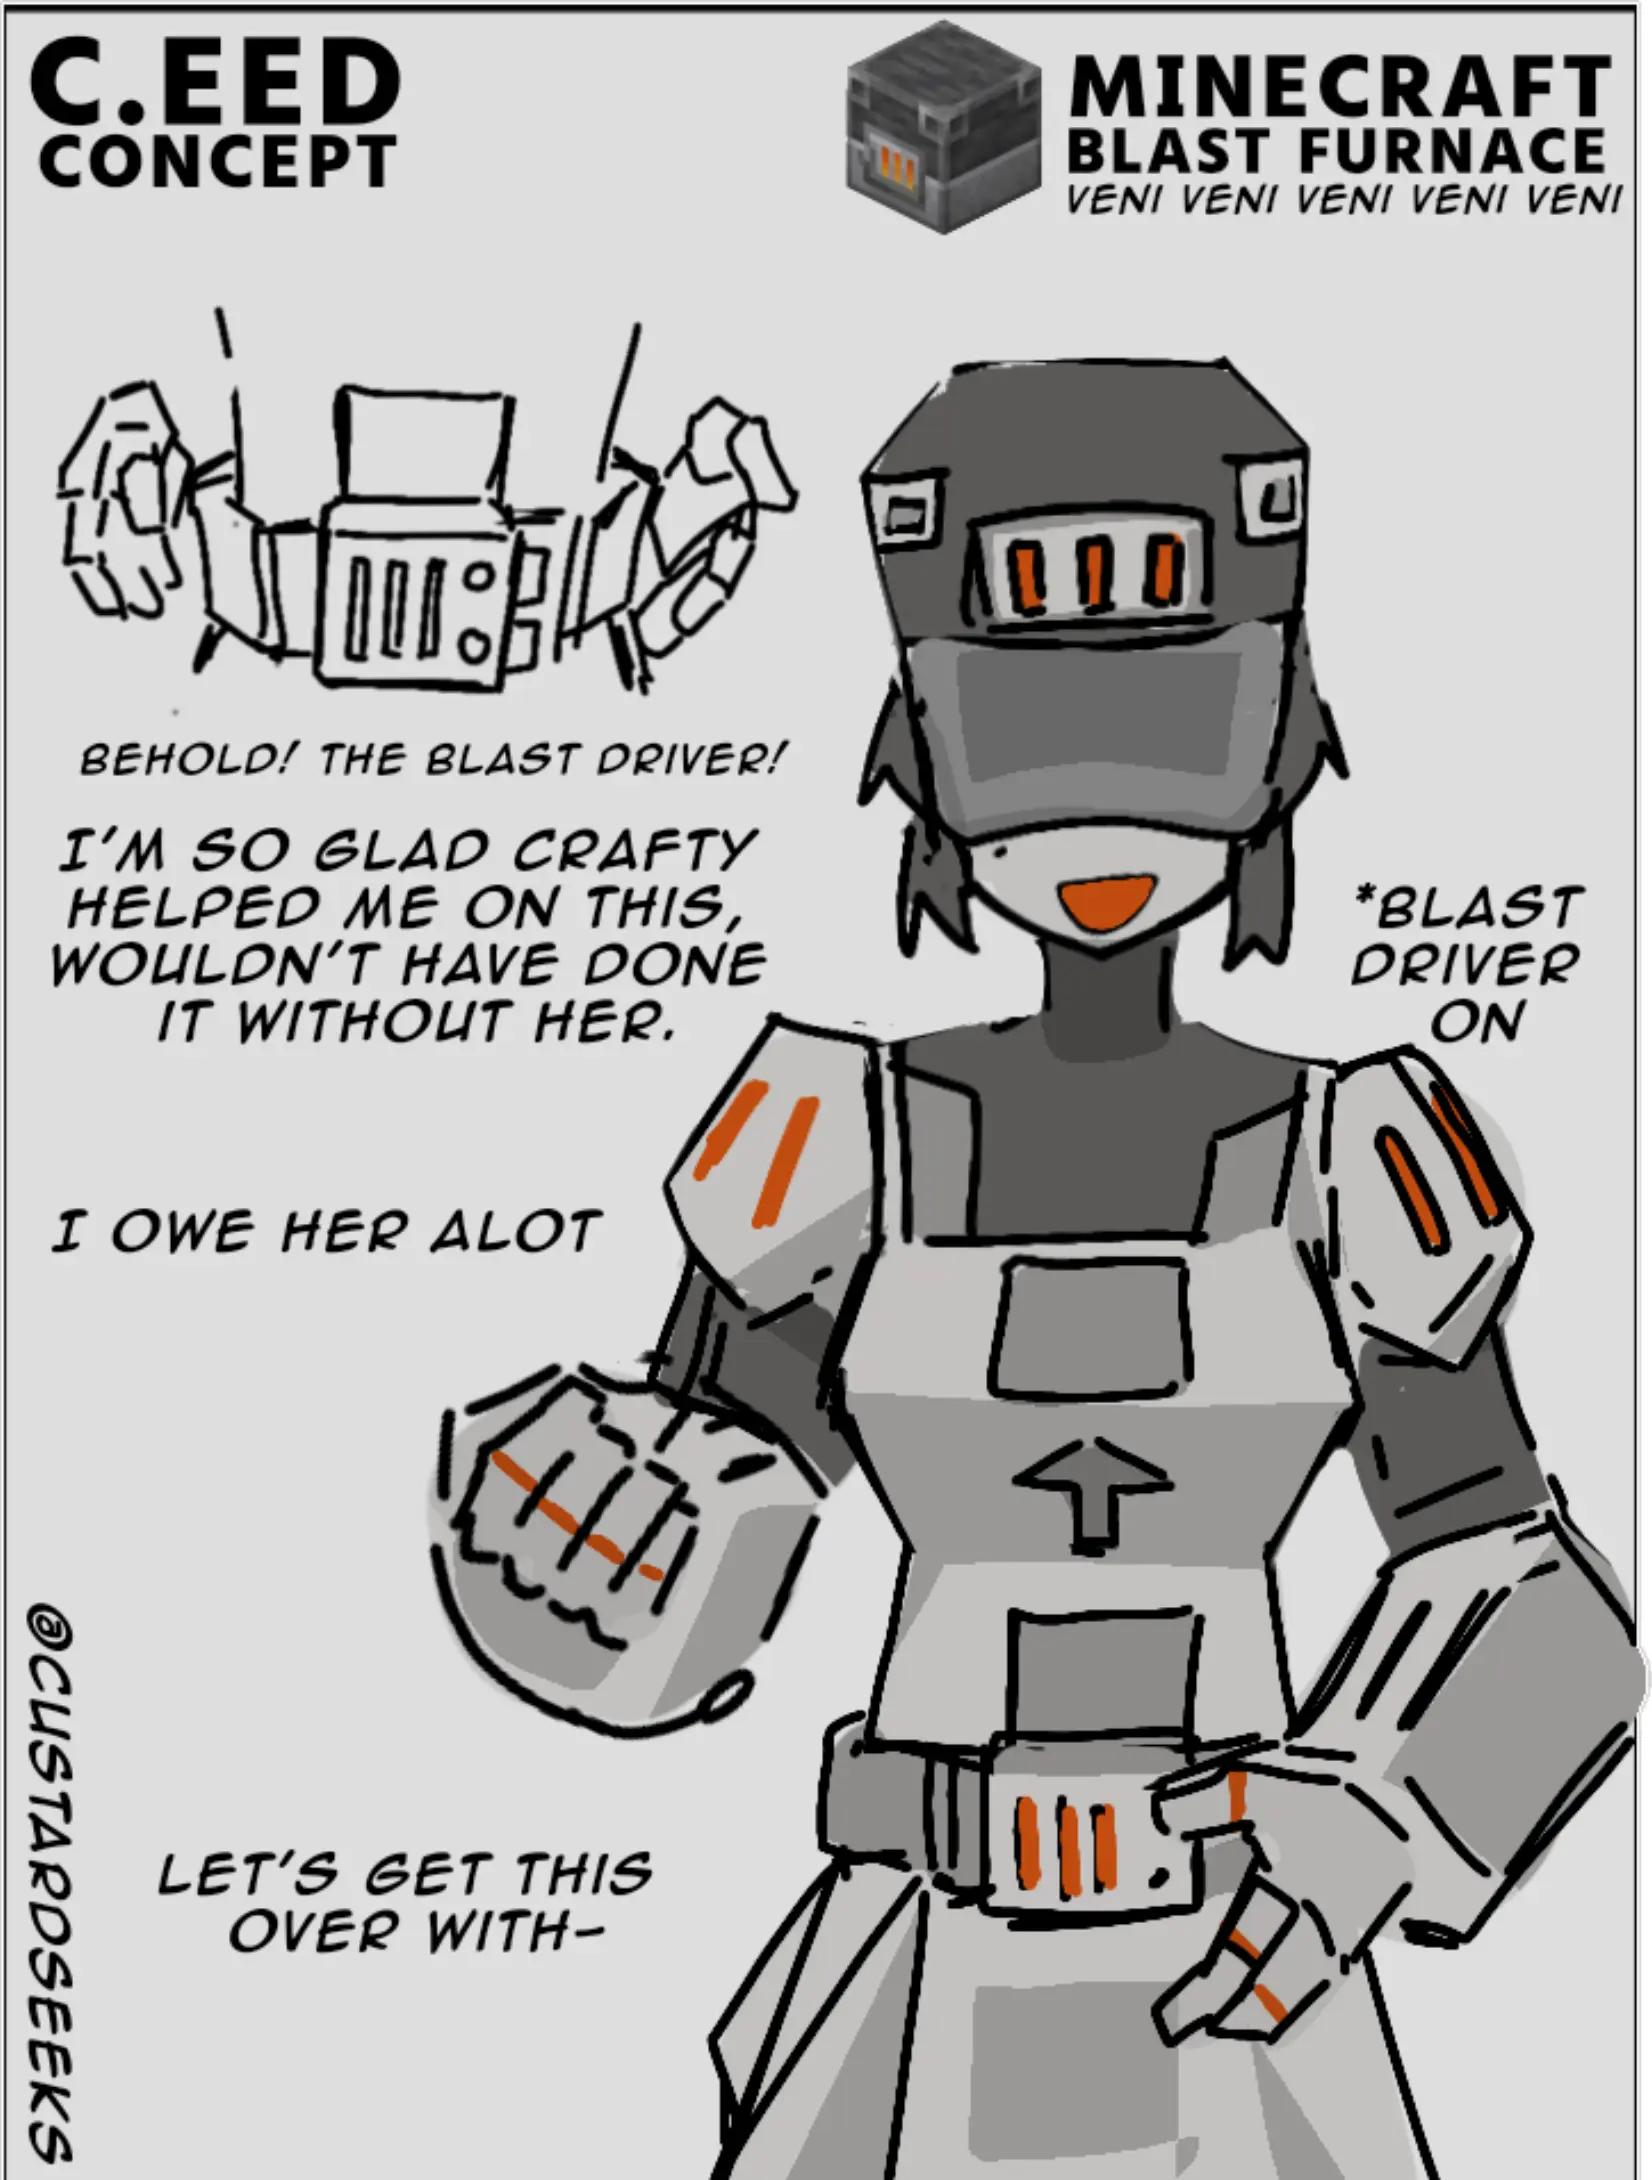 C.EED
CONCEPT
MINECRAFT
BLAST FURNACE
VENI VENI VENI VENI VENI
BEHOLD! THE BLAST DRIVER!
I'M SO GLAD CRAFTY
HELPED ME ON THIS,
WOULDN'T HAVE DONE
IT WITHOUT HER.
*BLAST
DRIVER
ON
I OWE HER ALOT
LET'S GET THIS
OVER WITH-
@CUSTARDSEEKS